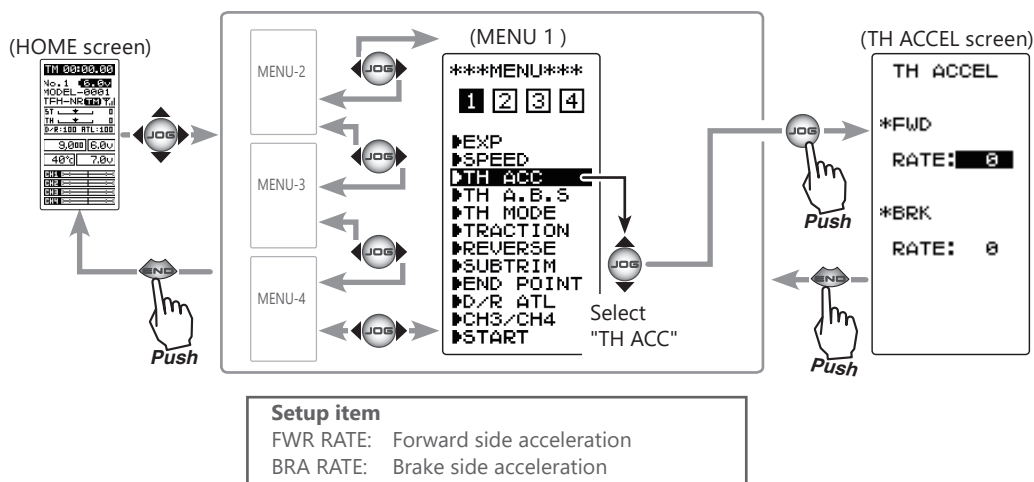 (HOME screen)
TM 00:00.00
No.1 6.0v
MODEL-0001
TFH-NR TM
ST 0
TH 0
D/R:100 ATL:100
9,000 6.0v
40℃ 7.0v
CH1
CH2
CH3
CH4
JOG
END
Push
MENU-2
MENU-3
MENU-4
JOG
JOG
JOG
JOG
(MENU 1 )
***MENU***
1 2 3 4
EXP
SPEED
TH ACC
TH A.B.S
TH MODE
TRACTION
REVERSE
SUBTRIM
END POINT
D/R ATL
CH3/CH4
START
JOG
Select
"TH ACC"
JOG
Push
END
Push
(TH ACCEL screen)
TH ACCEL
*FWD
RATE: 0
*BRK
RATE: 0
Setup item
FWR RATE: Forward side acceleration
BRA RATE: Brake side acceleration